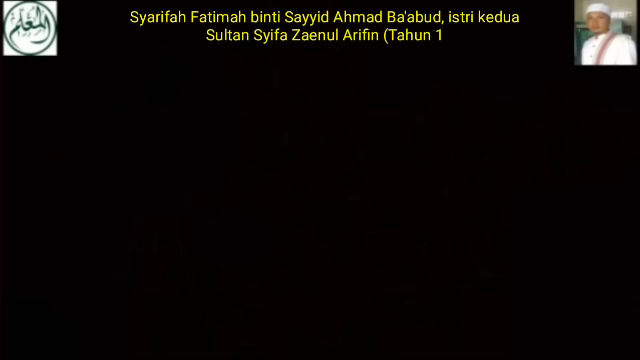 Syarifah Fatimah binti Sayyid Ahmad Ba'abud, istri kedua
Sultan Syifa Zaenul Arifin (Tahun 1